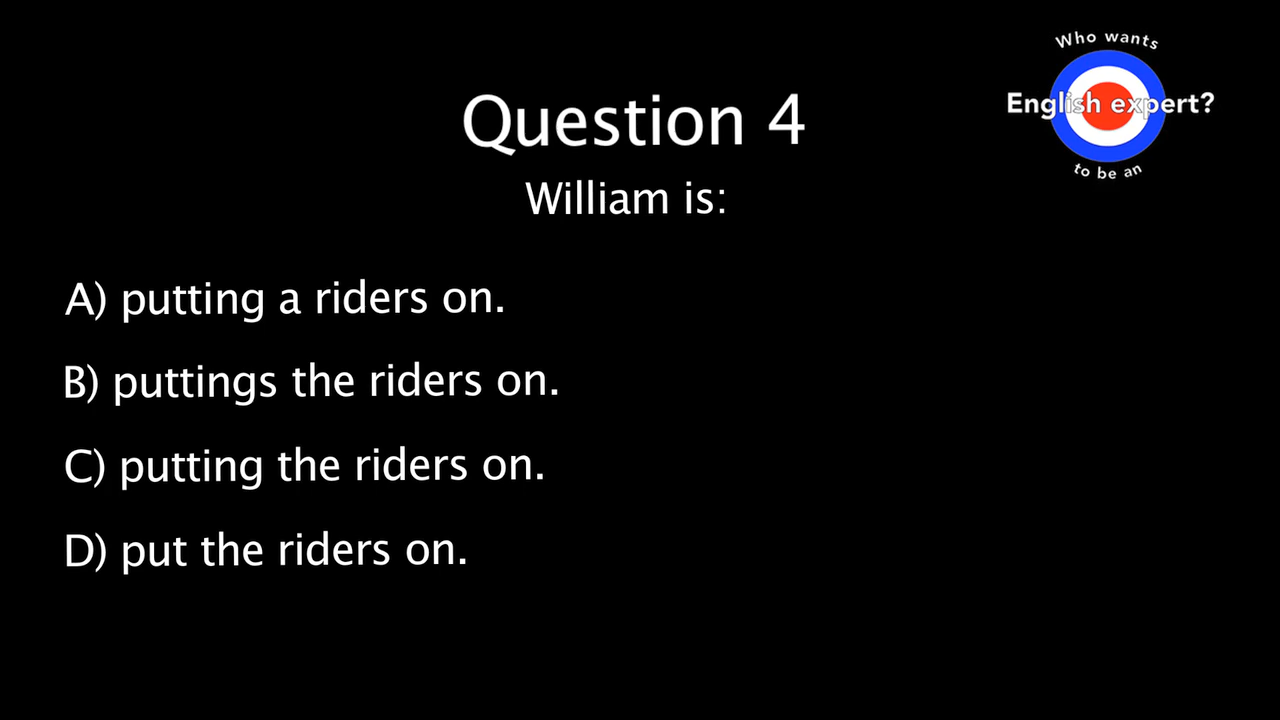 Who wants
English expert?
to be an
Question 4
William is:
A) putting a riders on.
B) puttings the riders on.
C) putting the riders on.
D) put the riders on.